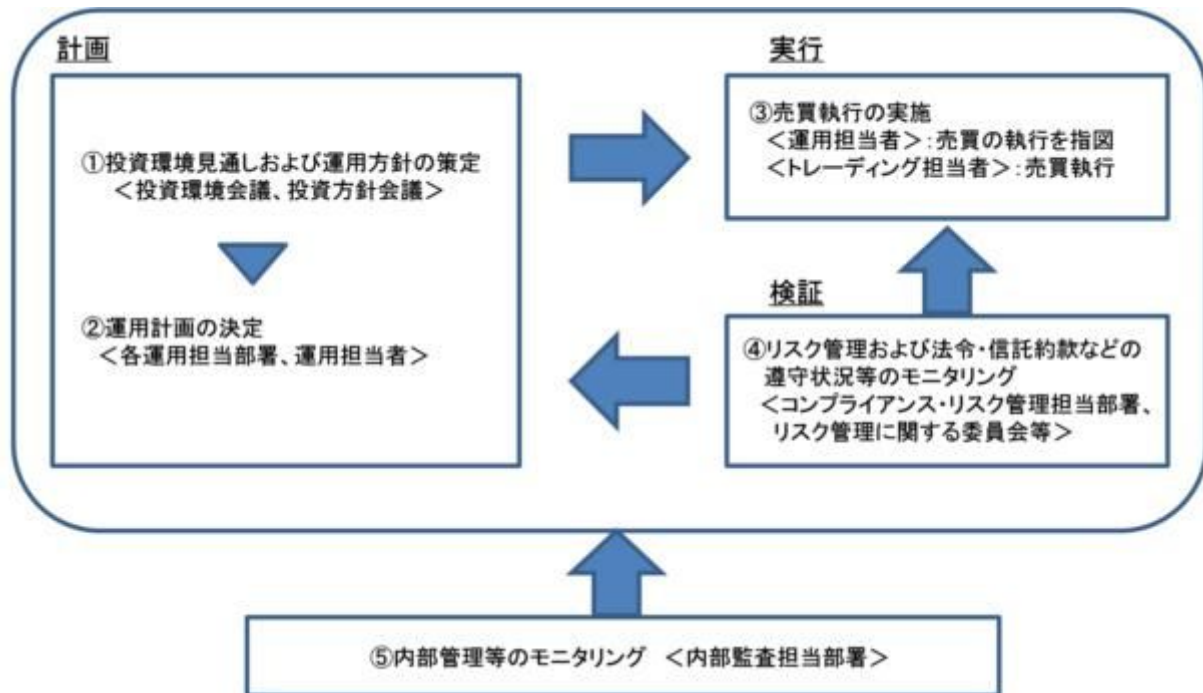 計画
①投資環境見通しおよび運用方針の策定
<投資環境会議、投資方針会議>
②運用計画の決定
<各運用担当部署、運用担当者>
実行
③売買執行の実施
<運用担当者>:売買の執行を指図
<トレーディング担当者>:売買執行
検証
④リスク管理および法令・信託約款などの
遵守状況等のモニタリング
<コンプライアンス・リスク管理担当部署、
リスク管理に関する委員会等>
⑤内部管理等のモニタリング <内部監査担当部署>